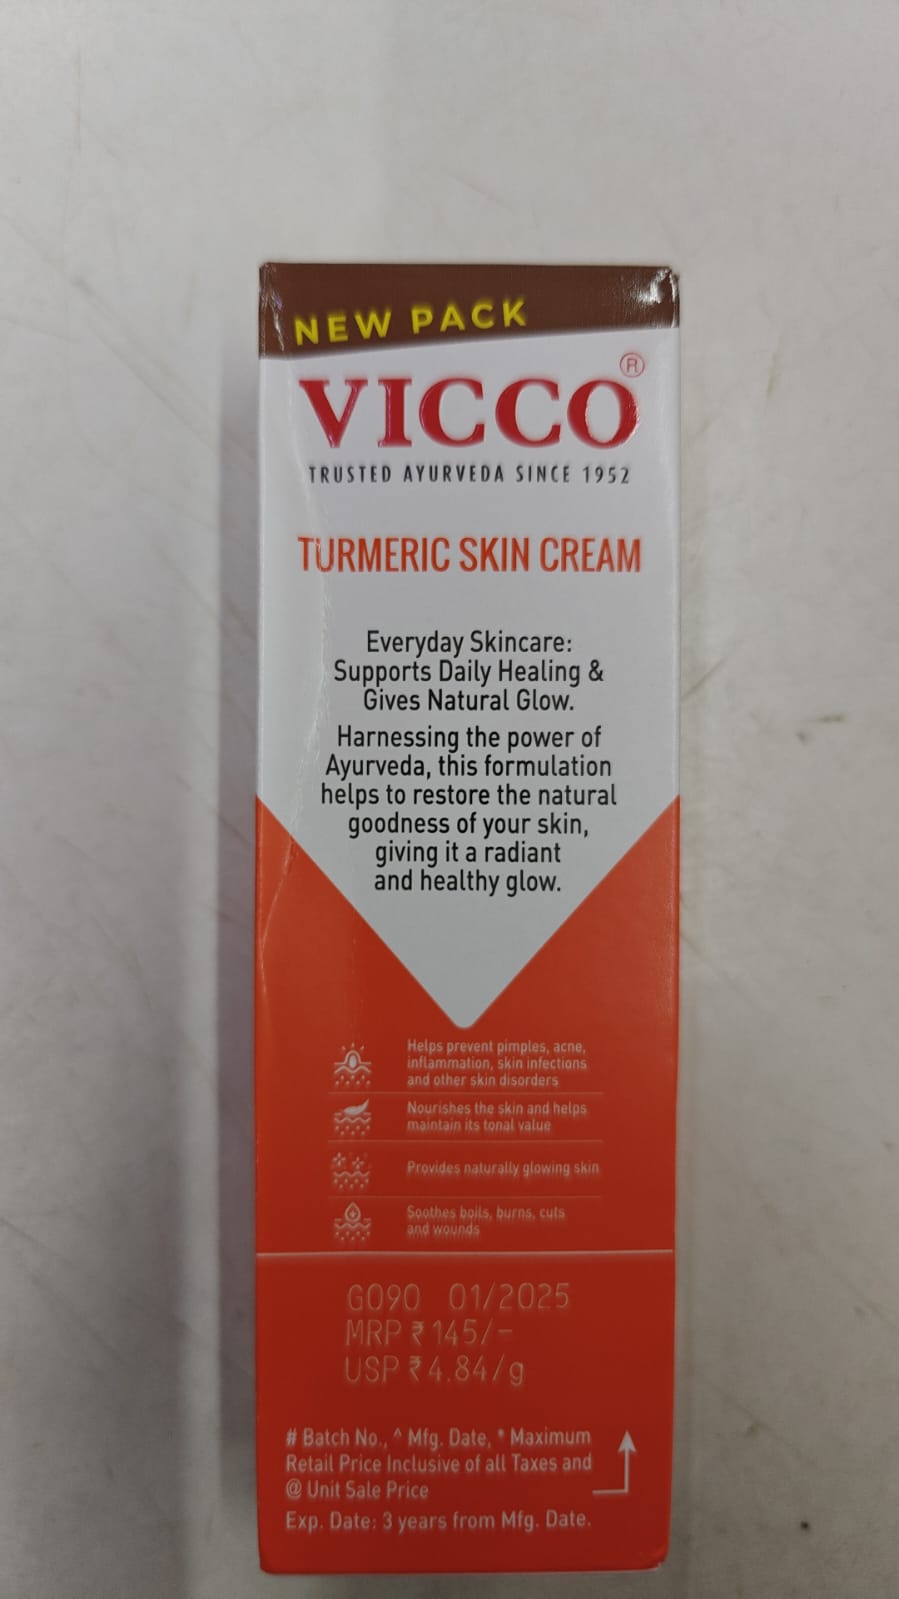 NEW PACK
VICCO®
TRUSTED AYURVEDA SINCE 1952
TURMERIC SKIN CREAM
Everyday Skincare:
Supports Daily Healing &
Gives Natural Glow.
Harnessing the power of
Ayurveda, this formulation
helps to restore the natural
goodness of your skin,
giving it a radiant
and healthy glow.
Helps prevent pimples, acne,
inflammation, skin infections
and other skin disorders
Nourishes the skin and helps
maintain its tonal value
Provides naturally glowing skin
Soothes boils, burns, cuts
and wounds
G090 01/2025
MRP ₹145/-
USP ₹4.84/g
# Batch No., ^ Mfg. Date, * Maximum
Retail Price Inclusive of all Taxes and
@ Unit Sale Price
Exp. Date: 3 years from Mfg. Date.